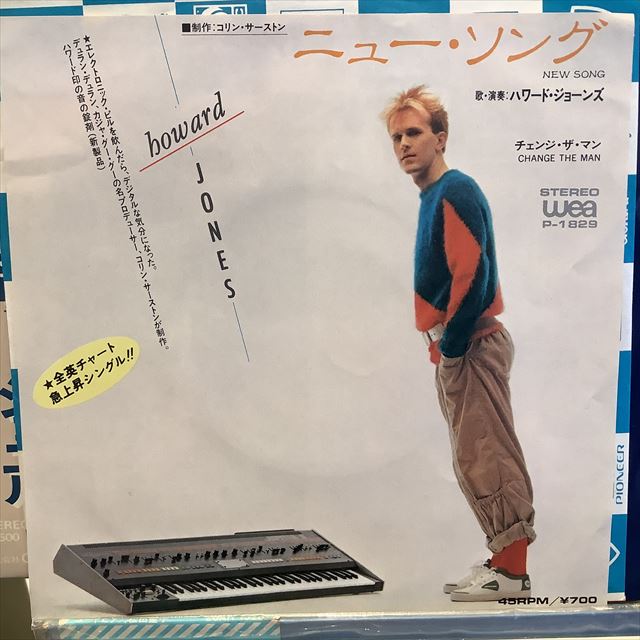 ■制作：コリン・サーストン
ニュー・ソング
NEW SONG
歌・演奏：ハワード・ジョーンズ
チェンジ・ザ・マン
CHANGE THE MAN
STEREO
wea
P-1829
howard
JONES
★エレクトロニック・ピルを飲んだら、デジタルな気分になった。
デュラン・デュラン、カジャ・グー・グーの名プロデューサー、コリン・サーストンが制作。
ハワード印の音の錠剤（新製品）
★全英チャート
急上昇シングル!!
45RPM／¥700
PIONEER